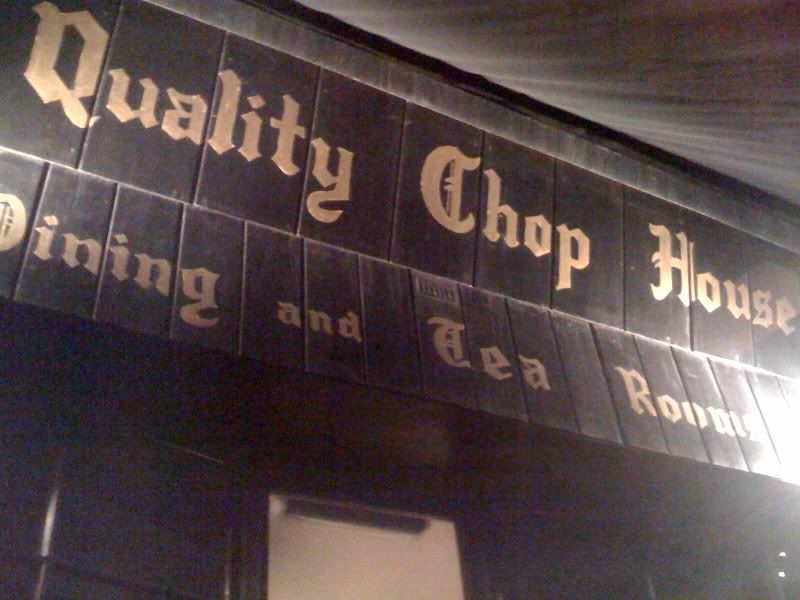 Quality Chop House
Dining and Tea Rooms